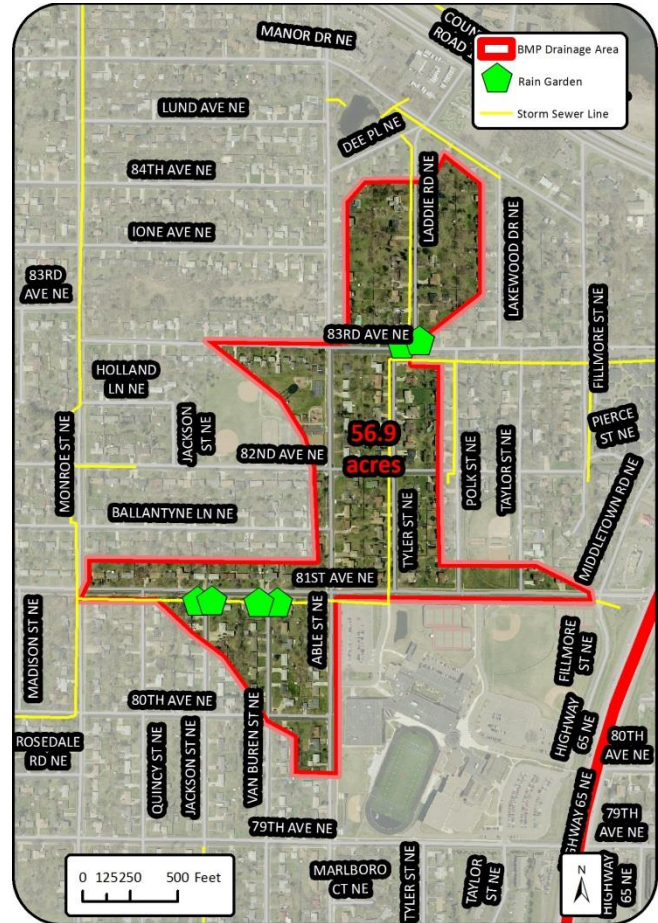 MANOR DR NE
COUN
ROAD 1
BMP Drainage Area
Rain Garden
Storm Sewer Line
LUND AVE NE
DEE PL NE
84TH AVE NE
LADDIE RD NE
IONE AVE NE
LAKEWOOD DR NE
83RD
AVE NE
83RD AVE NE
FILLMORE ST NE
HOLLAND
LN NE
JACKSON
ST NE
56.9
acres
PIERCE
ST NE
MONROE ST NE
82ND AVE NE
POLK ST NE
TAYLOR ST NE
BALLANTYNE LN NE
TYLER ST NE
MIDDLETOWN RD NE
81ST AVE NE
MADISON ST NE
ABLE ST NE
FILLMORE
ST NE
80TH AVE NE
VAN BUREN ST NE
ROSEDALE
RD NE
QUINCY ST NE
JACKSON ST NE
HIGHWAY
65 NE
80TH
AVE NE
79TH AVE NE
HIGHWAY 65 NE
79TH
AVE NE
0 125250 500 Feet
MARLBORO
CT NE
TYLER ST NE
TAYLOR
ST NE
N
HIGHWAY
65 NE